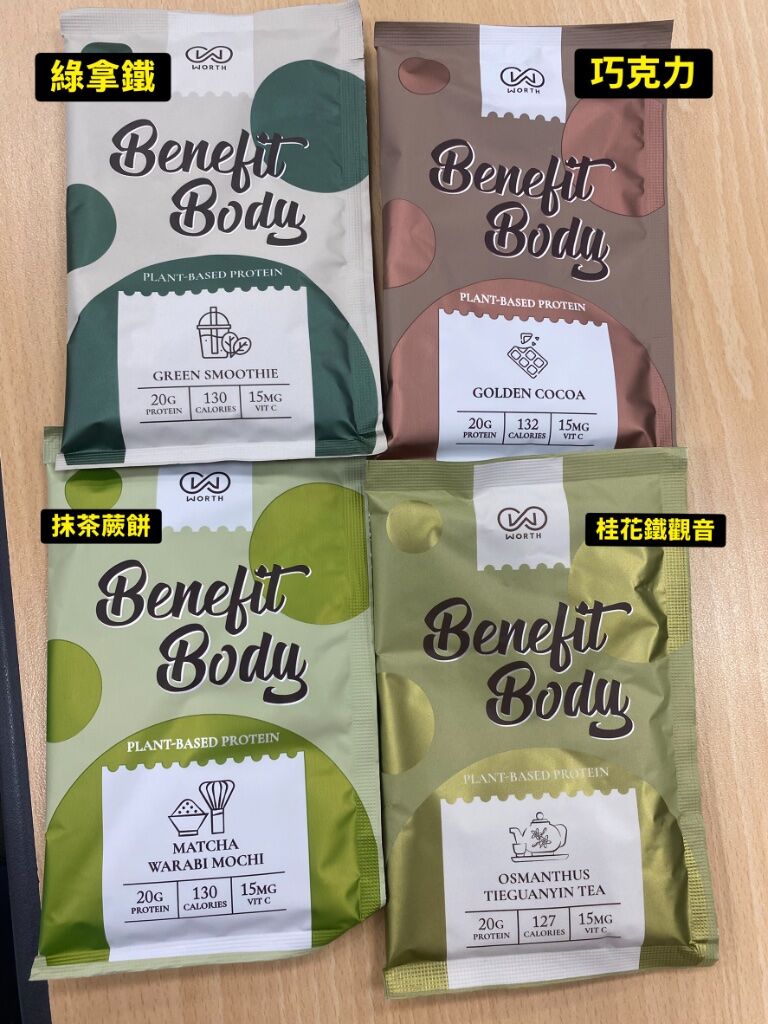 綠拿鐵
WORTH
Benefit
Body
PLANT-BASED PROTEIN
GREEN SMOOTHIE
20G PROTEIN
130 CALORIES
15MG VIT C
巧克力
WORTH
Benefit
Body
PLANT-BASED PROTEIN
GOLDEN COCOA
20G PROTEIN
132 CALORIES
15MG VIT C
抹茶蕨餅
WORTH
Benefit
Body
PLANT-BASED PROTEIN
MATCHA
WARABI MOCHI
20G PROTEIN
130 CALORIES
15MG VIT C
桂花鐵觀音
WORTH
Benefit
Body
PLANT-BASED PROTEIN
OSMANTHUS
TIEGUANYIN TEA
20G PROTEIN
127 CALORIES
15MG VIT C